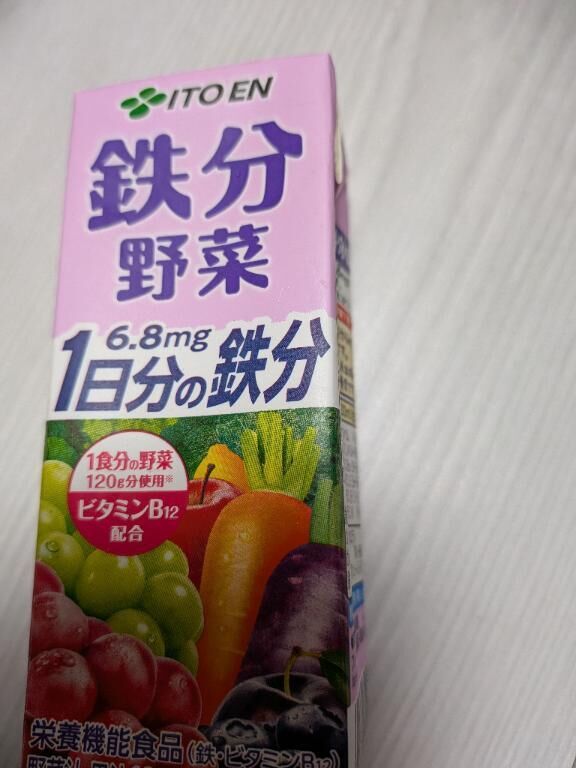 ITO EN
鉄分
野菜
6.8mg
1日分の鉄分
1食分の野菜
120g分使用※
ビタミンB12
配合
栄養機能食品(鉄・ビタミンB12)